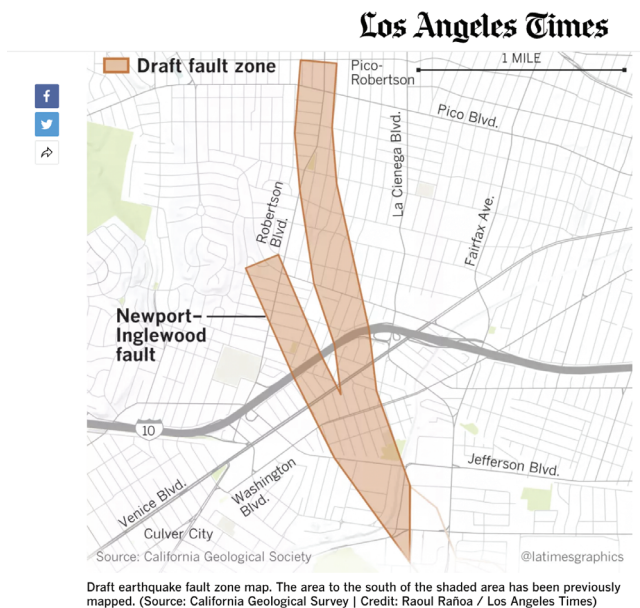 Los Angeles Times
Draft fault zone
Pico-
Robertson
1 MILE
Pico Blvd.
La Cienega Blvd.
Fairfax Ave.
Robertson
Blvd.
Newport–
Inglewood
fault
10
Jefferson Blvd.
Washington
Blvd.
Venice Blvd.
Culver City
Source: California Geological Society
@latimesgraphics
Draft earthquake fault zone map. The area to the south of the shaded area has been previously
mapped. (Source: California Geological Survey | Credit: Raoul Rañoa / Los Angeles Times)